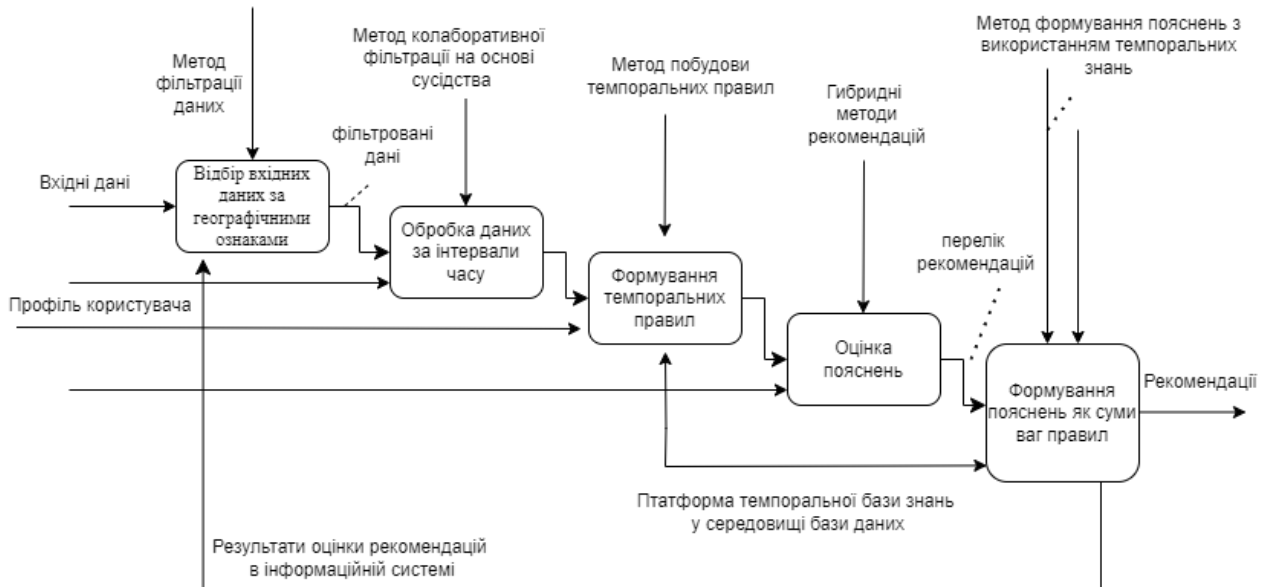 Метод
фільтрації
даних
Метод колаборативної
фільтрації на основі
сусідства
Метод побудови
темпоральних правил
Гибридні
методи
рекомендацій
Метод формування пояснень з
використанням темпоральних
знань
фільтровані
дані
Вхідні дані
Відбір вхідних
даних за
географічними
ознаками
Обробка даних
за інтервали
часу
Профіль користувача
Формування
темпоральних
правил
перелік
рекомендацій
Оцінка
пояснень
Формування
пояснень як суми
ваг правил
Рекомендації
Птатформа темпоральної бази знань
у середовищі бази даних
Результати оцінки рекомендацій
в інформаційній системі